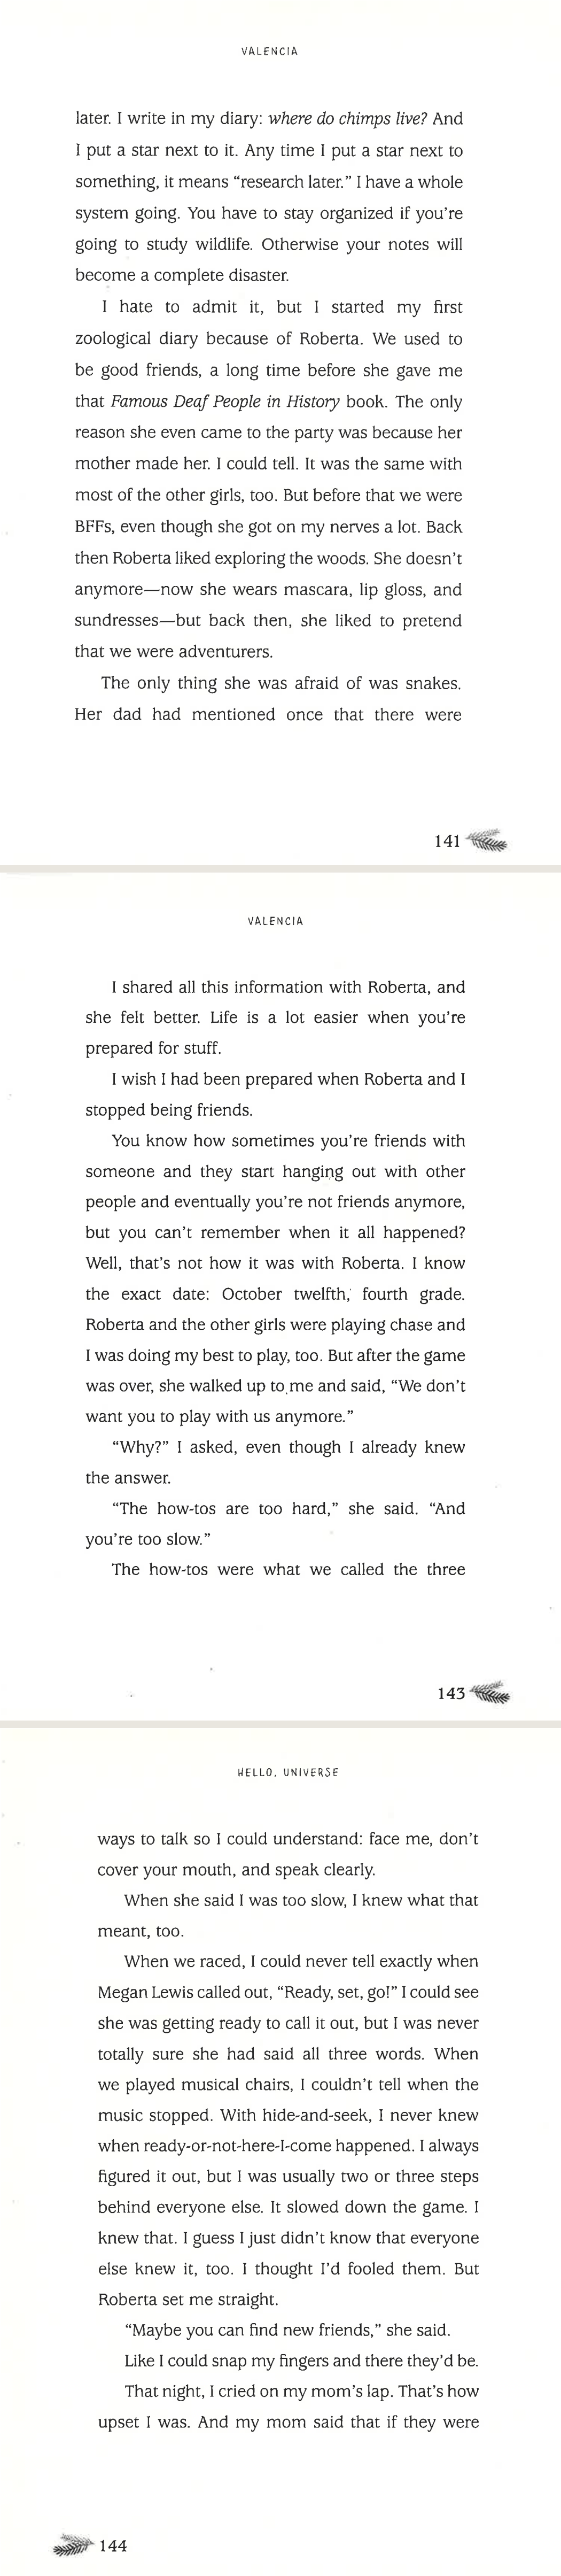 VALENCIA
later. I write in my diary: where do chimps live? And
I put a star next to it. Any time I put a star next to
something, it means “research later.” I have a whole
system going. You have to stay organized if you’re
going to study wildlife. Otherwise your notes will
become a complete disaster.
I hate to admit it, but I started my first
zoological diary because of Roberta. We used to
be good friends, a long time before she gave me
that Famous Deaf People in History book. The only
reason she even came to the party was because her
mother made her. I could tell. It was the same with
most of the other girls, too. But before that we were
BFFs, even though she got on my nerves a lot. Back
then Roberta liked exploring the woods. She doesn’t
anymore—now she wears mascara, lip gloss, and
sundresses—but back then, she liked to pretend
that we were adventurers.
The only thing she was afraid of was snakes.
Her dad had mentioned once that there were
141
VALENCIA
I shared all this information with Roberta, and
she felt better. Life is a lot easier when you’re
prepared for stuff.
I wish I had been prepared when Roberta and I
stopped being friends.
You know how sometimes you’re friends with
someone and they start hanging out with other
people and eventually you’re not friends anymore,
but you can’t remember when it all happened?
Well, that’s not how it was with Roberta. I know
the exact date: October twelfth, fourth grade.
Roberta and the other girls were playing chase and
I was doing my best to play, too. But after the game
was over, she walked up to me and said, “We don’t
want you to play with us anymore.”
“Why?” I asked, even though I already knew
the answer.
“The how-tos are too hard,” she said. “And
you’re too slow.”
The how-tos were what we called the three
143
HELLO, UNIVERSE
ways to talk so I could understand: face me, don’t
cover your mouth, and speak clearly.
When she said I was too slow, I knew what that
meant, too.
When we raced, I could never tell exactly when
Megan Lewis called out, “Ready, set, go!” I could see
she was getting ready to call it out, but I was never
totally sure she had said all three words. When
we played musical chairs, I couldn’t tell when the
music stopped. With hide-and-seek, I never knew
when ready-or-not-here-I-come happened. I always
figured it out, but I was usually two or three steps
behind everyone else. It slowed down the game. I
knew that. I guess I just didn’t know that everyone
else knew it, too. I thought I’d fooled them. But
Roberta set me straight.
“Maybe you can find new friends,” she said.
Like I could snap my fingers and there they’d be.
That night, I cried on my mom’s lap. That’s how
upset I was. And my mom said that if they were
144